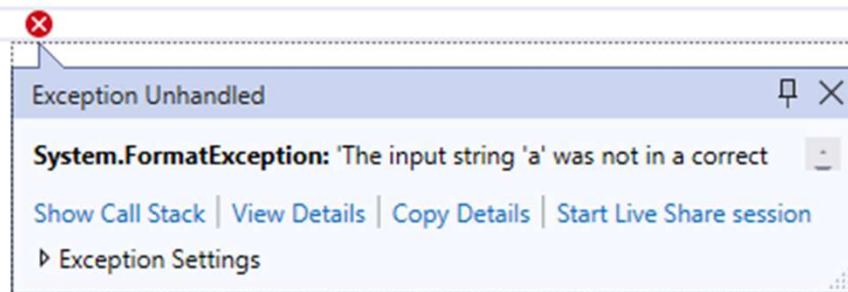 Exception Unhandled
System.FormatException: 'The input string 'a' was not in a correct
Show Call Stack | View Details | Copy Details | Start Live Share session
Exception Settings